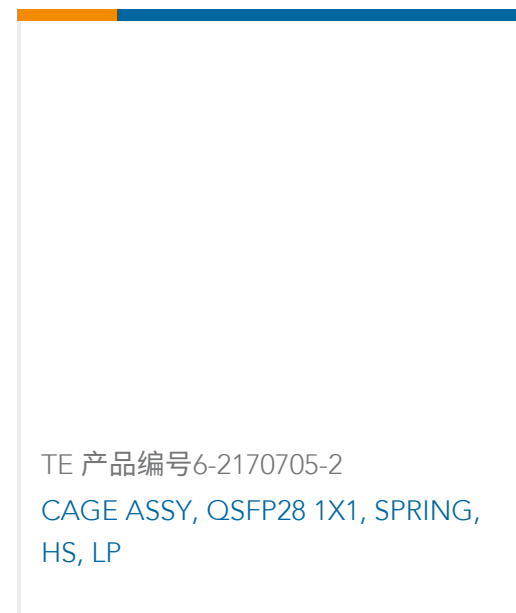 TE 产品编号6-2170705-2
CAGE ASSY, QSFP28 1X1, SPRING,
HS, LP